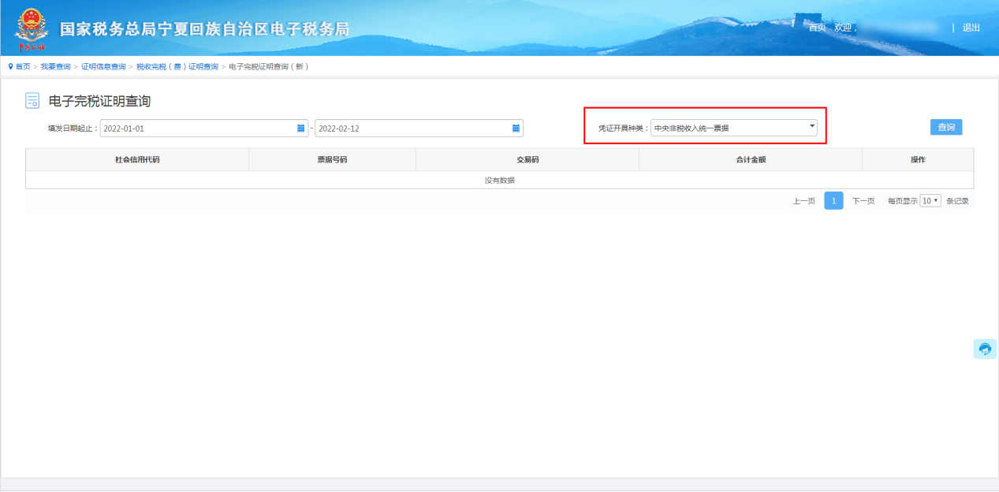 国家税务总局宁夏回族自治区电子税务局
首页 欢迎, | 退出
首页 > 我要查询 > 证明信息查询 > 税收完税（费）证明查询 > 电子完税证明查询（新）
电子完税证明查询
填发日期起止： 2022-01-01 - 2022-02-12 凭证开具种类： 中央非税收入统一票据 查询
社会信用代码 票据号码 交易码 合计金额 操作
没有数据
上一页 1 下一页 每页显示 10 条记录